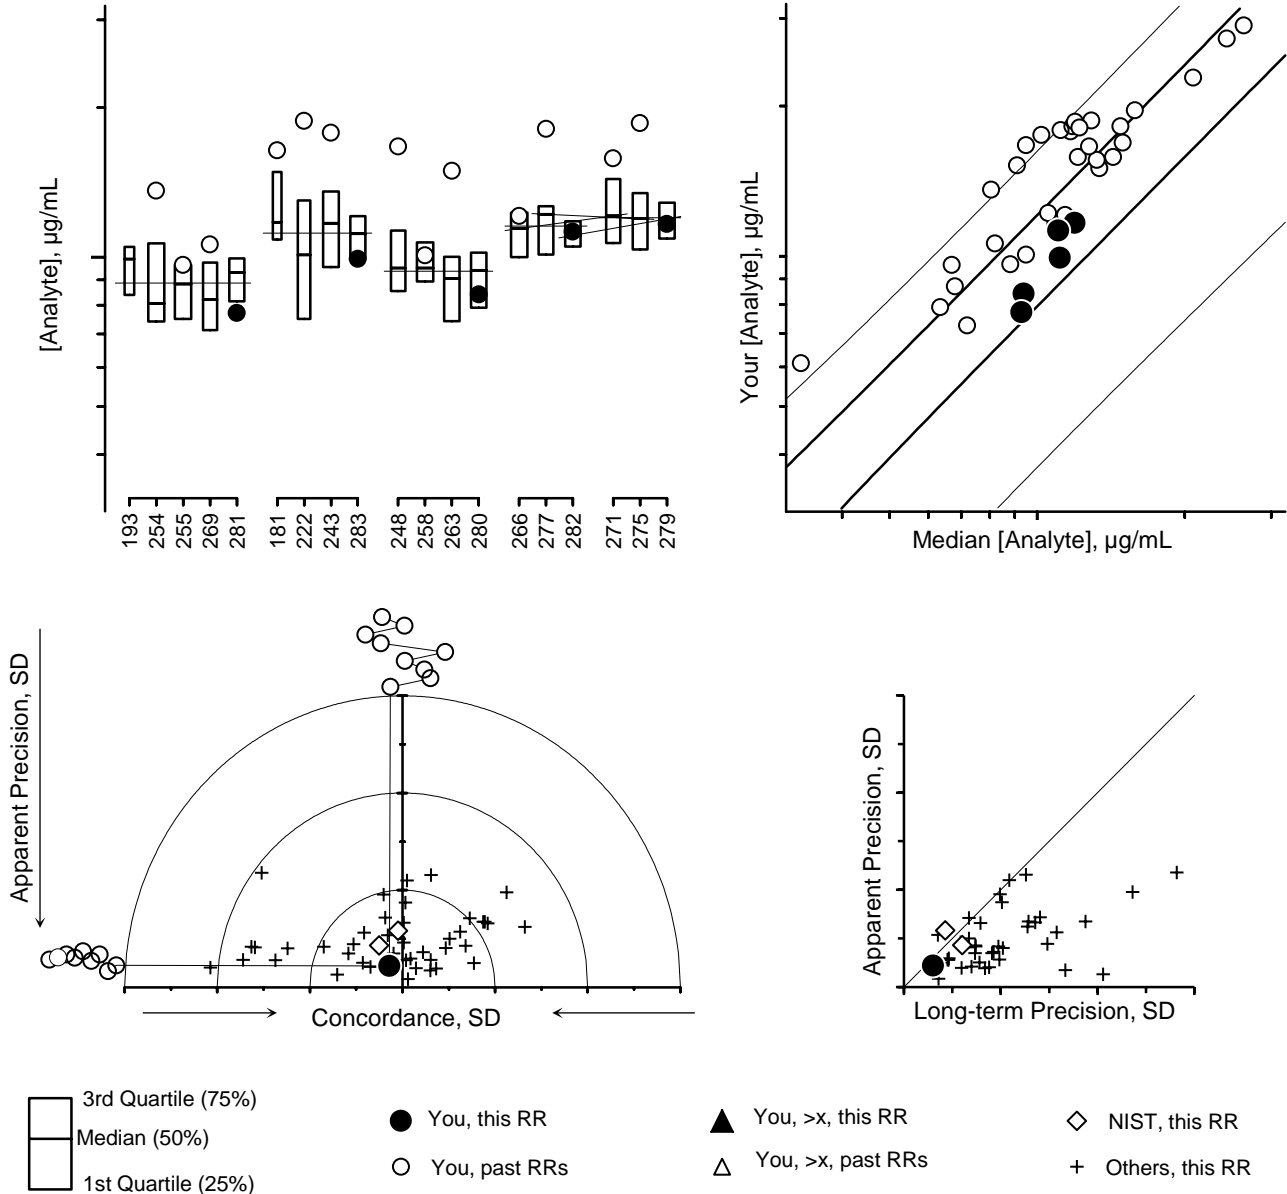 [Analyte], µg/mL
193
254
255
269
281
181
222
243
283
248
258
263
280
266
277
282
271
275
279
Your [Analyte], µg/mL
Median [Analyte], µg/mL
Apparent Precision, SD
Concordance, SD
Apparent Precision, SD
Long-term Precision, SD
3rd Quartile (75%)
Median (50%)
1st Quartile (25%)
You, this RR
You, past RRs
You, >x, this RR
You, >x, past RRs
NIST, this RR
Others, this RR